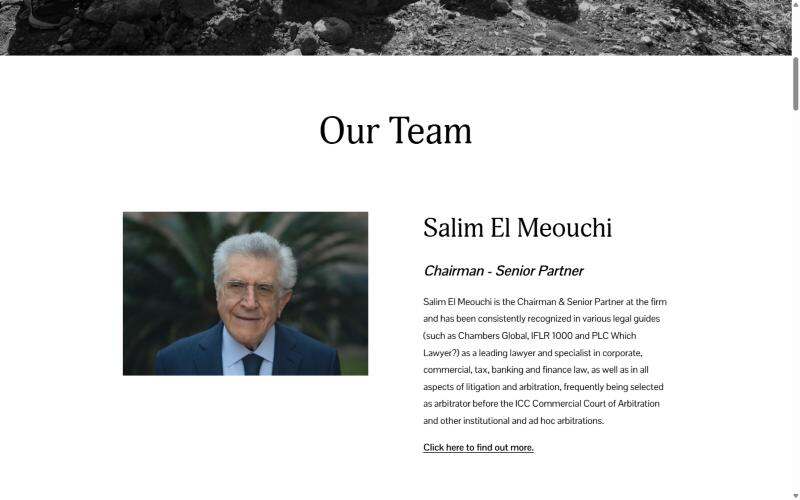 Our Team
Salim El Meouchi
Chairman - Senior Partner
Salim El Meouchi is the Chairman & Senior Partner at the firm
and has been consistently recognized in various legal guides
(such as Chambers Global, IFLR 1000 and PLC Which
Lawyer?) as a leading lawyer and specialist in corporate,
commercial, tax, banking and finance law, as well as in all
aspects of litigation and arbitration, frequently being selected
as arbitrator before the ICC Commercial Court of Arbitration
and other institutional and ad hoc arbitrations.
Click here to find out more.